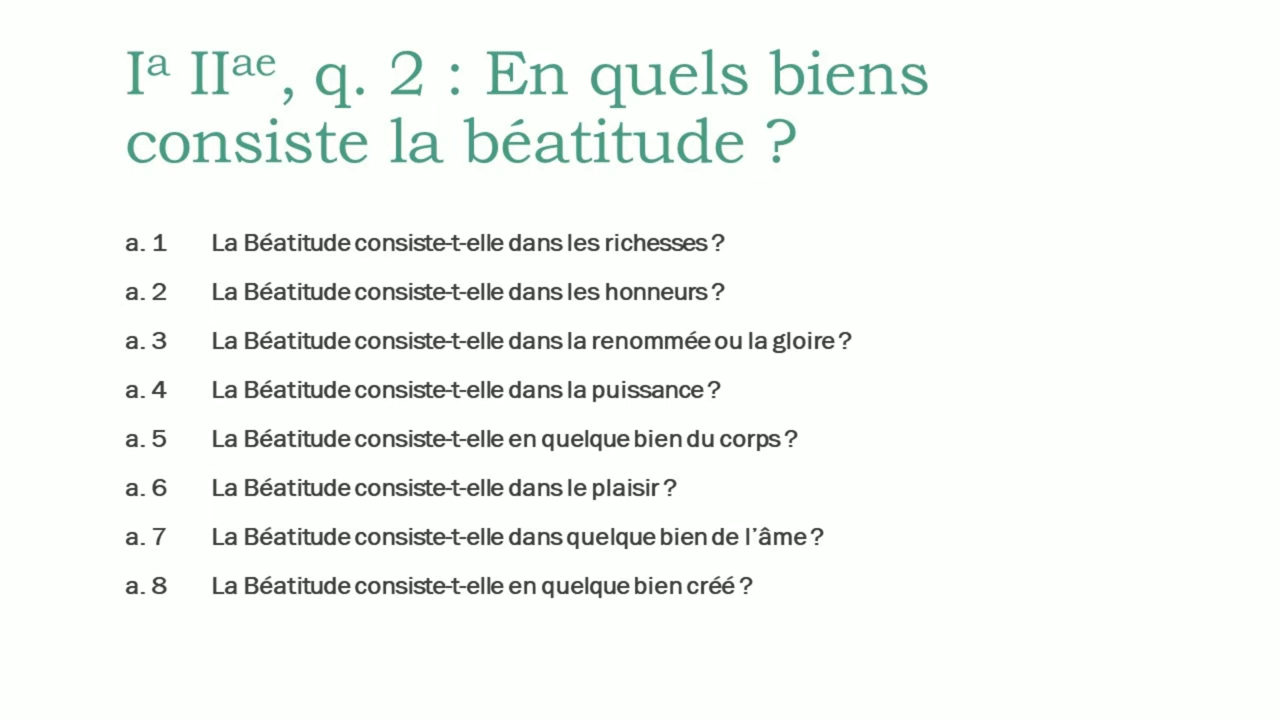 Iª IIªᵉ, q. 2 : En quels biens
consiste la béatitude ?
a. 1 La Béatitude consiste-t-elle dans les richesses ?
a. 2 La Béatitude consiste-t-elle dans les honneurs ?
a. 3 La Béatitude consiste-t-elle dans la renommée ou la gloire ?
a. 4 La Béatitude consiste-t-elle dans la puissance ?
a. 5 La Béatitude consiste-t-elle en quelque bien du corps ?
a. 6 La Béatitude consiste-t-elle dans le plaisir ?
a. 7 La Béatitude consiste-t-elle dans quelque bien de l’âme ?
a. 8 La Béatitude consiste-t-elle en quelque bien créé ?